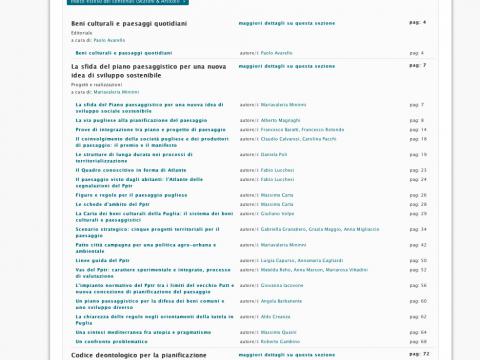 Indice esteso dei contenuti (Sezioni & Articoli)
Beni culturali e paesaggi quotidiani maggiori dettagli su questa sezione pag: 4
Editoriale
a cura di: Paolo Avarello
Beni culturali e paesaggi quotidiani autore/i: Paolo Avarello pag: 4
La sfida del piano paesaggistico per una nuova maggiori dettagli su questa sezione pag: 7
idea di sviluppo sostenibile
Progetti e realizzazioni
a cura di: Mariavaleria Mininni
La sfida del Piano paesaggistico per una nuova idea di autore/i: Mariavaleria Mininni pag: 7
sviluppo sociale sostenibile
La via pugliese alla pianificazione del paesaggio autore/i: Alberto Magnaghi pag: 8
Prove di integrazione tra piano e progetto di paesaggio autore/i: Francesco Baratti, Francesco Rotondo pag: 14
Il coinvolgimento della società pugliese e dei produttori autore/i: Claudio Calvaresi, Carolina Pacchi pag: 16
di paesaggio: il premio e il manifesto
Le strutture di lunga durata nei processi di autore/i: Daniela Poli pag: 19
territorializzazione
Il Quadro conoscitivo in forma di Atlante autore/i: Fabio Lucchesi pag: 23
Il paesaggio visto dagli abitanti: l'Atlante delle autore/i: Fabio Lucchesi pag: 24
segnalazioni del Pptr
Figure e regole per il paesaggio pugliese autore/i: Massimo Carta pag: 26
Le schede d'ambito del Pptr autore/i: Massimo Carta pag: 28
La Carta dei beni culturali della Puglia: il sistema dei beni autore/i: Giuliano Volpe pag: 29
culturali e paesaggistici
Scenario strategico: cinque progetti territoriali per il autore/i: Gabriella Granatiero, Grazia Maggio, Anna Migliaccio pag: 34
paesaggio
Patto città campagna per una politica agro-urbana e autore/i: Mariavaleria Mininni pag: 42
ambientale
Linee guida del Pptr autore/i: Luigia Capurso, Annamaria Gagliardi pag: 50
Vas del Pptr: carattere sperimentale e integrato, processo autore/i: Matelda Reho, Anna Marson, Mariarosa Vittadini pag: 52
di valutazione
L'impianto normativo del Pptr tra i limiti del vecchio Putt e autore/i: Giovanna Iacovone pag: 56
nuova concezione di pianificazione del paesaggio
Un piano paesaggistico per la difesa dei beni comuni e autore/i: Angela Barbanente pag: 60
uno sviluppo diverso
La chiarezza delle regole negli orientamenti della tutela in autore/i: Aldo Creanza pag: 62
Puglia
Una sintesi mediterranea fra utopia e pragmatismo autore/i: Massimo Quaini pag: 64
Un confronto problematico autore/i: Roberto Gambino pag: 68
Codice deontologico per la pianificazione maggiori dettagli su questa sezione pag: 72